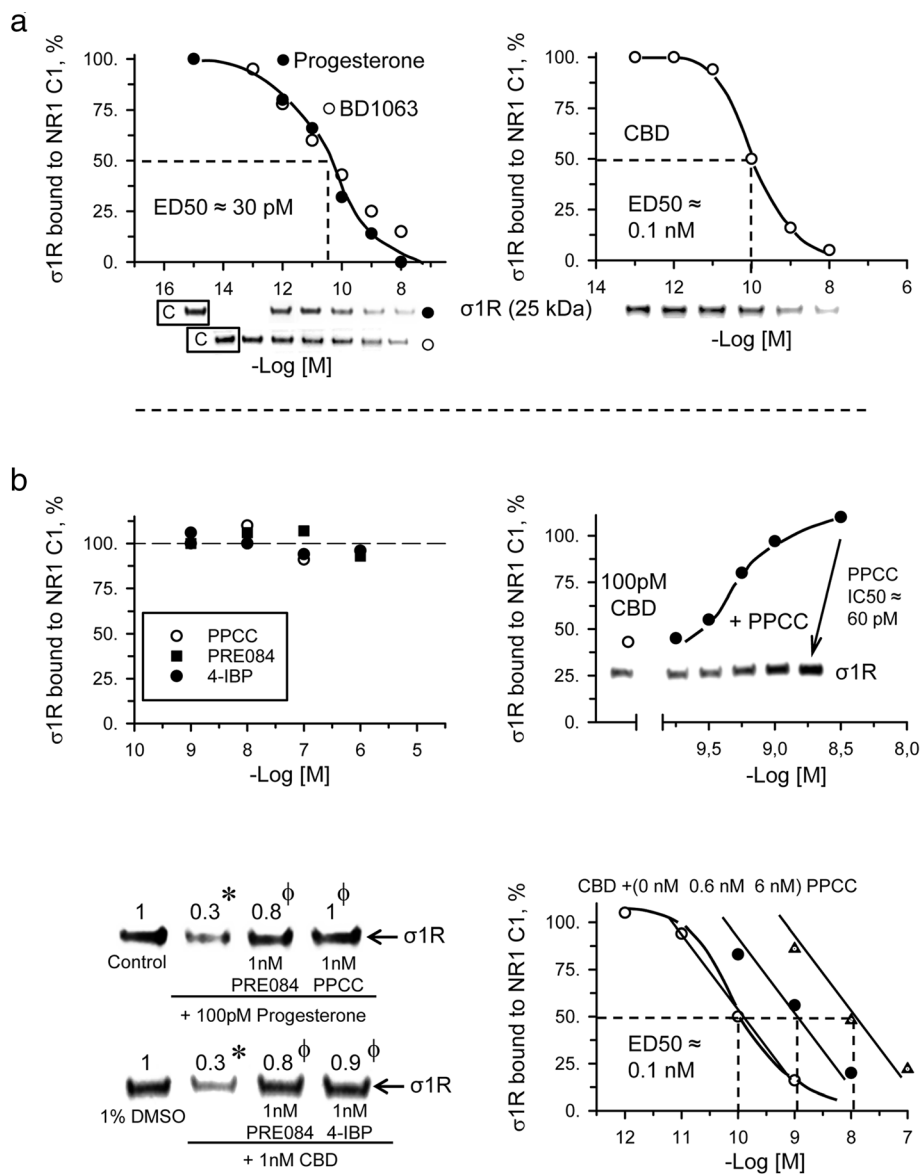 a
σ1R bound to NR1 C1, %
100.
75.
50.
25.
0.
Progesterone
BD1063
ED50 ≈ 30 pM
16 14 12 10 8
C
C
-Log [M]
σ1R (25 kDa)
σ1R bound to NR1 C1, %
100.
75.
50.
25.
0.
CBD
ED50 ≈
0.1 nM
14 12 10 8 6
-Log [M]
b
σ1R bound to NR1 C1, %
100.
75.
50.
25.
0.
PPCC
PRE084
4-IBP
10 9 8 7 6 5
-Log [M]
σ1R bound to NR1 C1, %
100.
75.
50.
25.
0.
100pM
CBD
+ PPCC
PPCC
IC50 ≈
60 pM
σ1R
9,5 9,0 8,5 8,0
-Log [M]
1 0.3* 0.8ϕ 1ϕ
σ1R
Control 1nM 1nM
PRE084 PPCC
+ 100pM Progesterone
1 0.3* 0.8ϕ 0.9ϕ
σ1R
1% DMSO 1nM 1nM
PRE084 4-IBP
+ 1nM CBD
CBD +(0 nM 0.6nM 6 nM) PPCC
σ1R bound to NR1 C1, %
100.
75.
50.
25.
0.
ED50 ≈
0.1 nM
12 11 10 9 8 7
-Log [M]